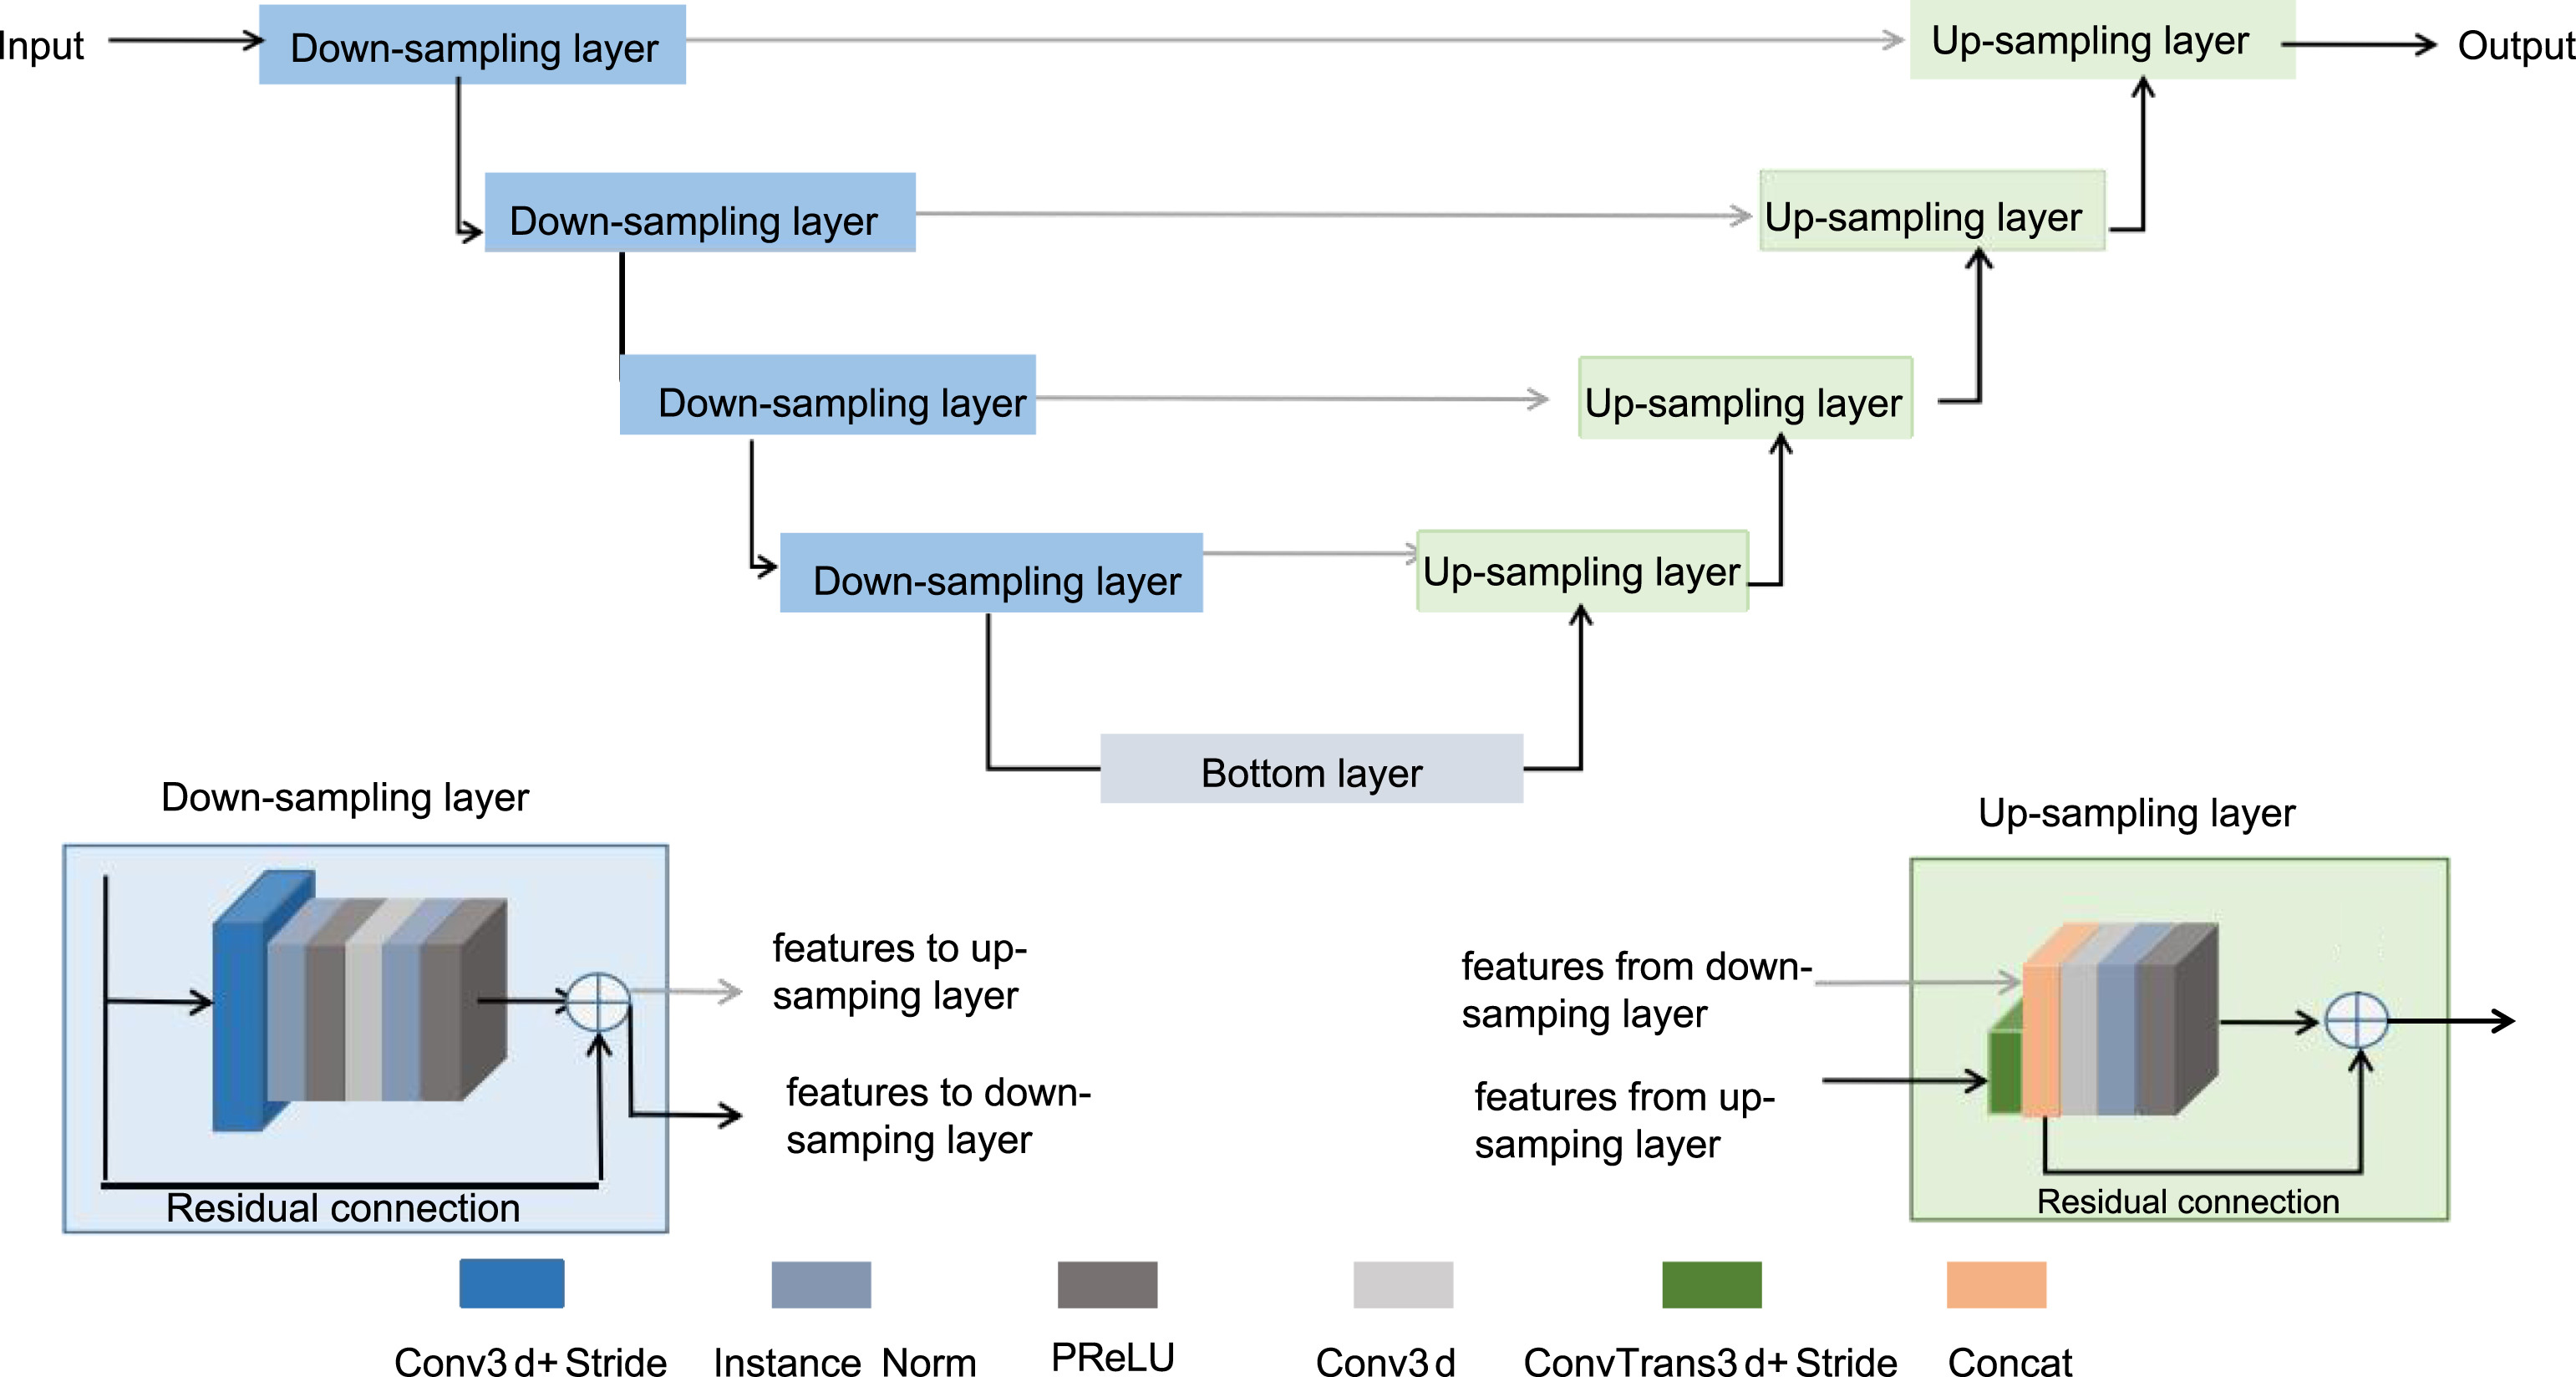 Input
Down-sampling layer
Up-sampling layer
Output
Down-sampling layer
Up-sampling layer
Down-sampling layer
Up-sampling layer
Down-sampling layer
Up-sampling layer
Bottom layer
Down-sampling layer
features to up-
samping layer
features to down-
samping layer
Residual connection
Up-sampling layer
features from down-
samping layer
features from up-
samping layer
Residual connection
Conv3 d+ Stride
Instance Norm
PReLU
Conv3 d
ConvTrans3 d+ Stride
Concat